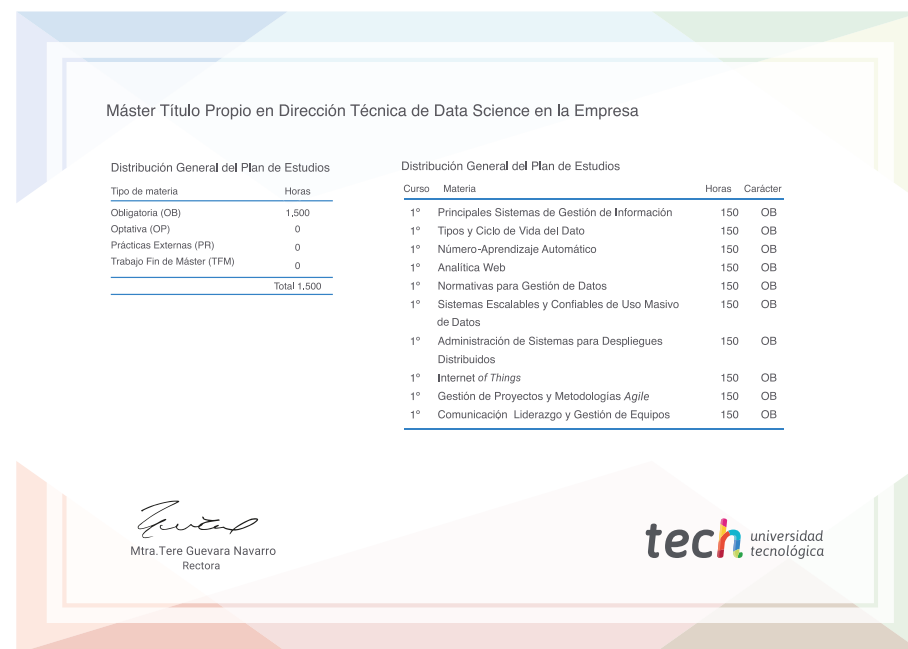 Máster Título Propio en Dirección Técnica de Data Science en la Empresa
Distribución General del Plan de Estudios
Tipo de materia Horas
Obligatoria (OB) 1,500
Optativa (OP) 0
Prácticas Externas (PR) 0
Trabajo Fin de Máster (TFM) 0
Total 1,500
Distribución General del Plan de Estudios
Curso Materia Horas Carácter
1º Principales Sistemas de Gestión de Información 150 OB
1º Tipos y Ciclo de Vida del Dato 150 OB
1º Número-Aprendizaje Automático 150 OB
1º Analítica Web 150 OB
1º Normativas para Gestión de Datos 150 OB
1º Sistemas Escalables y Confiables de Uso Masivo 150 OB
de Datos
1º Administración de Sistemas para Despliegues 150 OB
Distribuidos
1º Internet of Things 150 OB
1º Gestión de Proyectos y Metodologías Agile 150 OB
1º Comunicación Liderazgo y Gestión de Equipos 150 OB
Mtra.Tere Guevara Navarro
Rectora
tech universidad
tecnológica